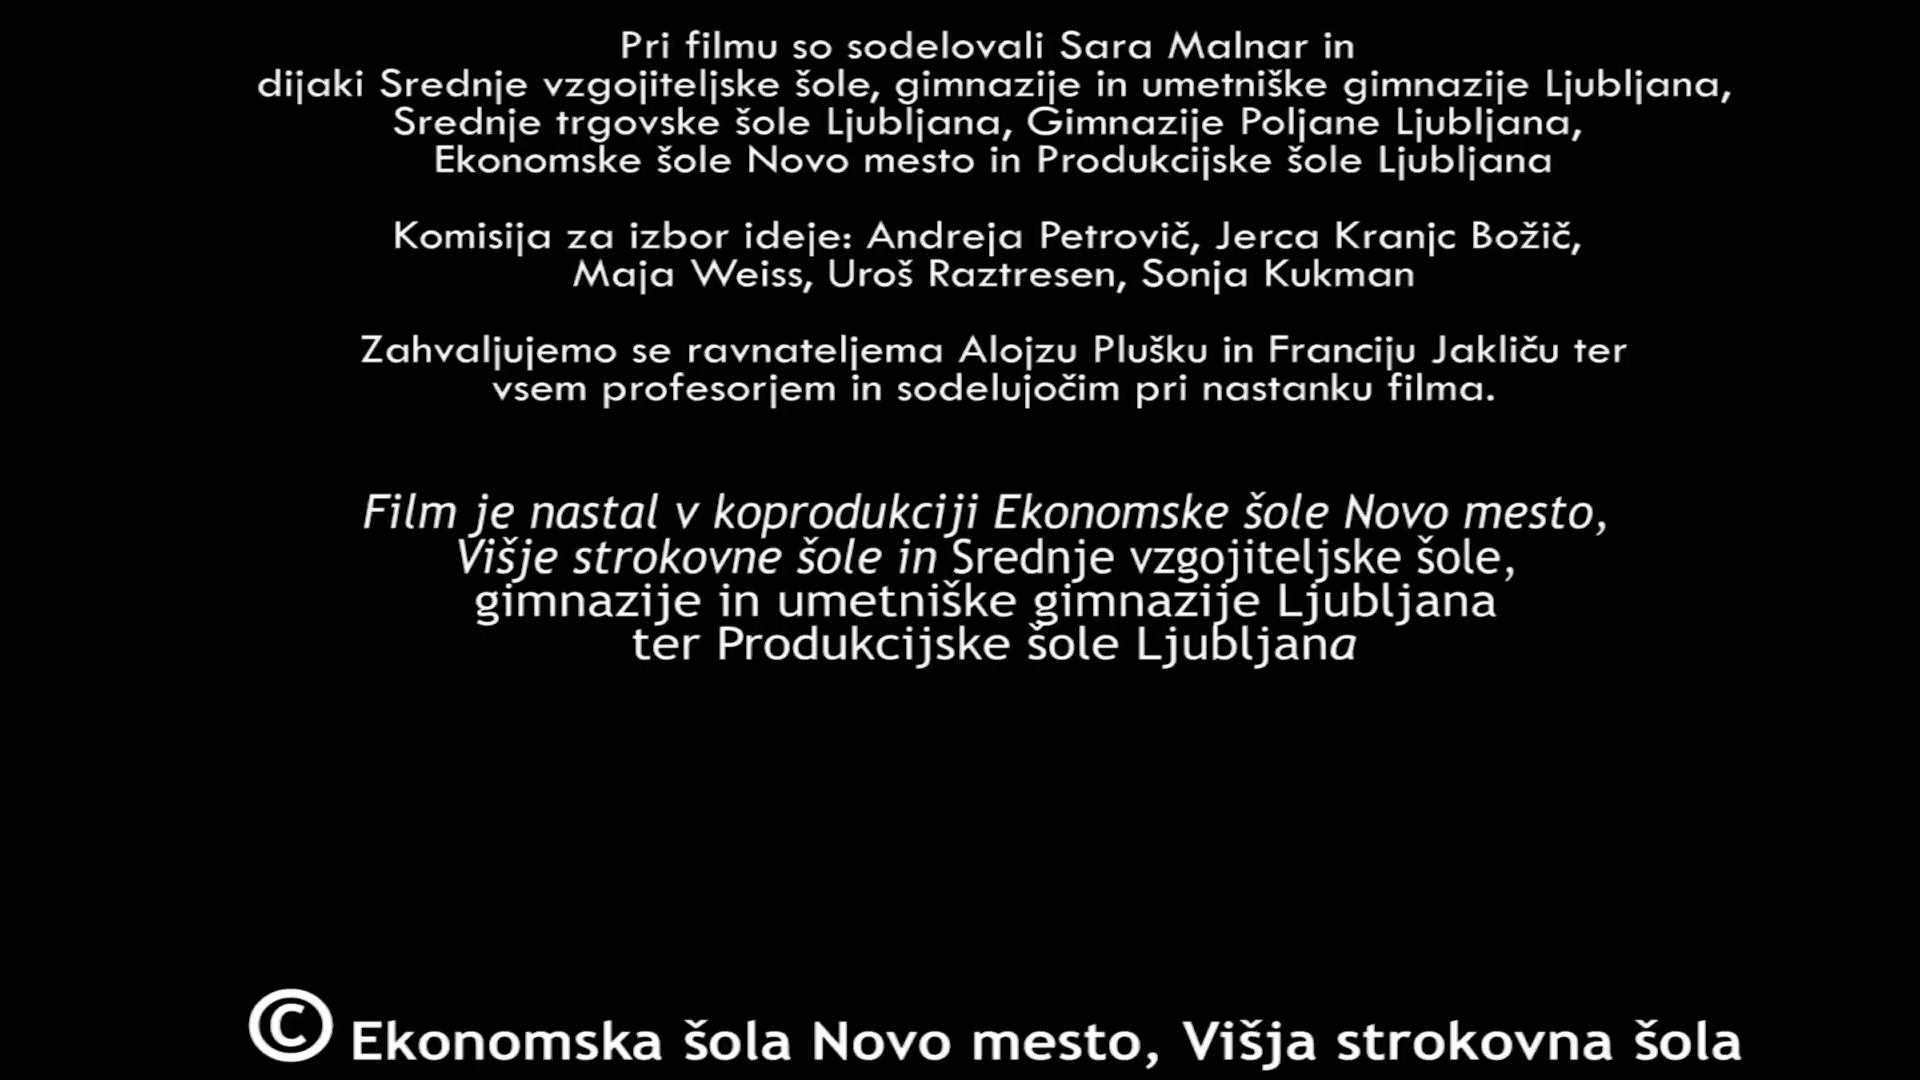 Pri filmu so sodelovali Sara Malnar in
dijaki Srednje vzgojiteljske šole, gimnazije in umetniške gimnazije Ljubljana,
Srednje trgovske šole Ljubljana, Gimnazije Poljane Ljubljana,
Ekonomske šole Novo mesto in Produkcijske šole Ljubljana
Komisija za izbor ideje: Andreja Petrovič, Jerca Kranjc Božič,
Maja Weiss, Uroš Raztresen, Sonja Kukman
Zahvaljujemo se ravnateljema Alojzu Plušku in Franciju Jakliču ter
vsem profesorjem in sodelujočim pri nastanku filma.
Film je nastal v koprodukciji Ekonomske šole Novo mesto,
Višje strokovne šole in Srednje vzgojiteljske šole,
gimnazije in umetniške gimnazije Ljubljana
ter Produkcijske šole Ljubljana
© Ekonomska šola Novo mesto, Višja strokovna šola